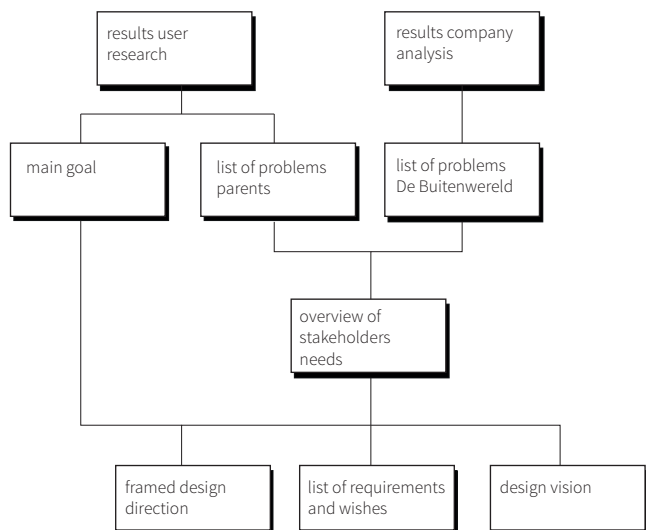 results user
research
results company
analysis
main goal
list of problems
parents
list of problems
De Buitenwereld
overview of
stakeholders
needs
framed design
direction
list of requirements
and wishes
design vision